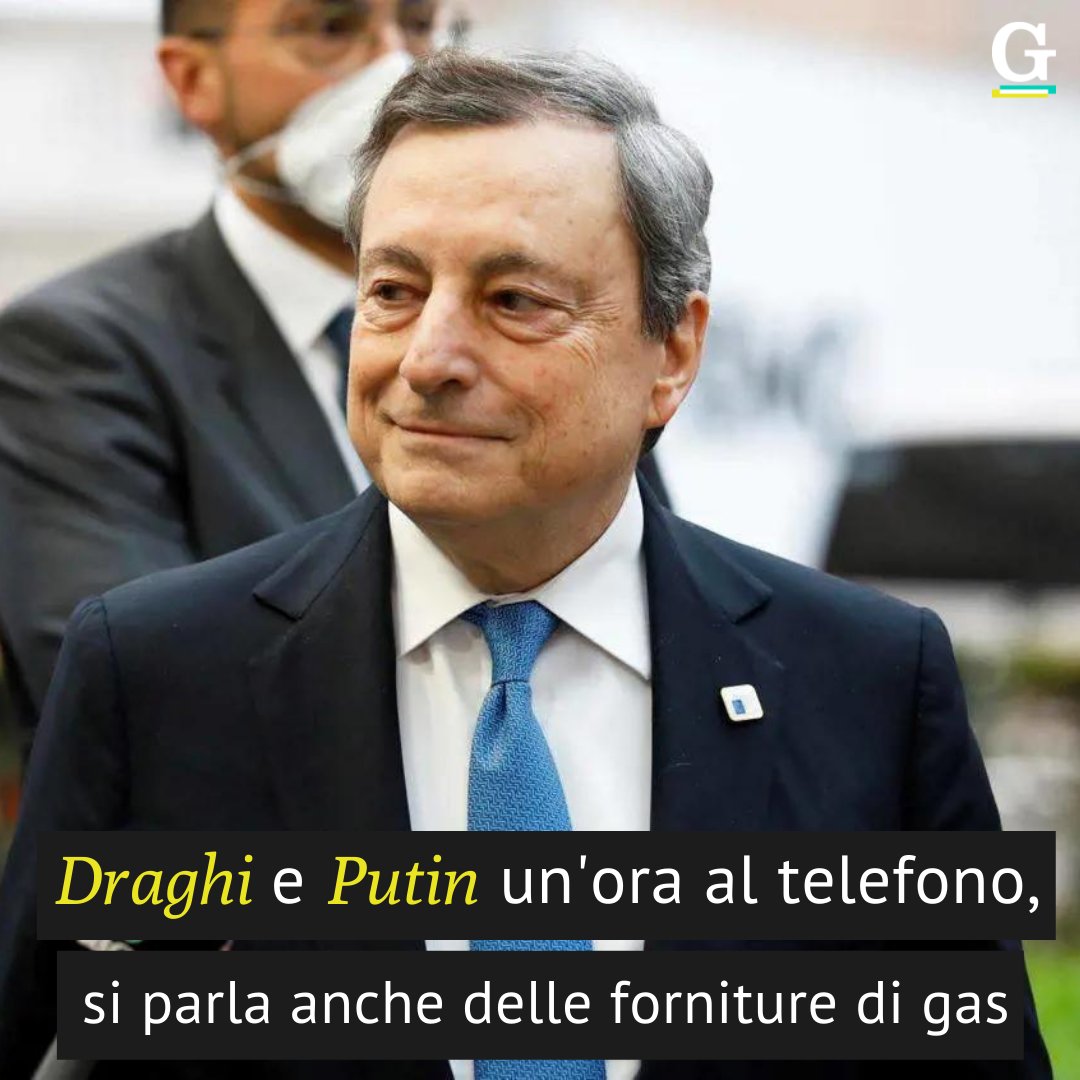 G
Draghi e Putin un'ora al telefono,
si parla anche delle forniture di gas